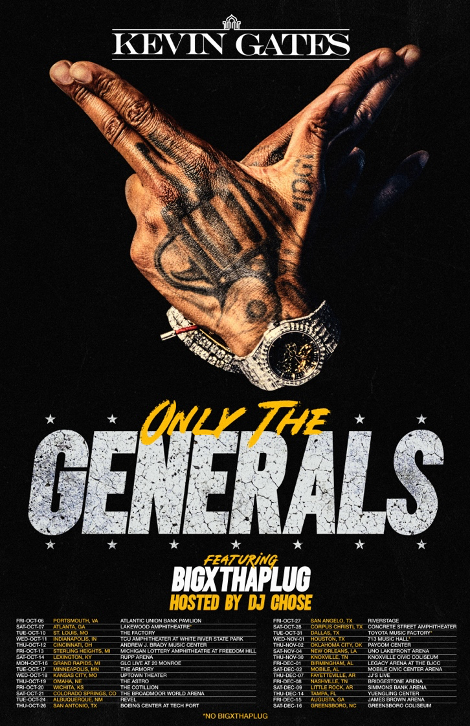 KEVIN GATES
ONLY THE
GENERALS
FEATURING
BIGXTHAPLUG
HOSTED BY DJ CHOSE
FRI-OCT-06 PORTSMOUTH, VA ATLANTIC UNION BANK PAVILION
SAT-OCT-07 ATLANTA, GA LAKEWOOD AMPHITHEATRE*
TUE-OCT-10 ST. LOUIS, MO THE FACTORY
WED-OCT-11 INDIANAPOLIS, IN TCU AMPHITHEATER AT WHITE RIVER STATE PARK
THU-OCT-12 CINCINNATI, OH ANDREW J. BRADY MUSIC CENTER
FRI-OCT-13 STERLING HEIGHTS, MI MICHIGAN LOTTERY AMPHITHEATRE AT FREEDOM HILL
SAT-OCT-14 LEXINGTON, KY RUPP ARENA
MON-OCT-16 GRAND RAPIDS, MI GLC LIVE AT 20 MONROE
TUE-OCT-17 MINNEAPOLIS, MN THE ARMORY
WED-OCT-18 KANSAS CITY, MO UPTOWN THEATER
THU-OCT-19 OMAHA, NE THE ASTRO
FRI-OCT-20 WICHITA, KS THE COTILLION
SAT-OCT-21 COLORADO SPRINGS, CO THE BROADMOOR WORLD ARENA
TUE-OCT-24 ALBUQUERQUE, NM REVEL
THU-OCT-26 SAN ANTONIO, TX BOEING CENTER AT TECH PORT
FRI-OCT-27 SAN ANGELO, TX RIVERSTAGE
SAT-OCT-28 CORPUS CHRISTI, TX CONCRETE STREET AMPHITHEATER
TUE-OCT-31 DALLAS, TX TOYOTA MUSIC FACTORY*
WED-NOV-01 HOUSTON, TX 713 MUSIC HALL*
THU-NOV-02 OKLAHOMA CITY, OK PAYCOM CENTER
SAT-NOV-04 NEW ORLEANS, LA UNO LAKEFRONT ARENA
THU-NOV-30 KNOXVILLE, TN KNOXVILLE CIVIC COLISEUM
FRI-DEC-01 BIRMINGHAM, AL LEGACY ARENA AT THE BJCC
SAT-DEC-02 MOBILE, AL MOBILE CIVIC CENTER ARENA
THU-DEC-07 FAYETTEVILLE, AR JJ'S LIVE
FRI-DEC-08 NASHVILLE, TN BRIDGESTONE ARENA
SAT-DEC-09 LITTLE ROCK, AR SIMMONS BANK ARENA
THU-DEC-14 TAMPA, FL YUENGLING CENTER
FRI-DEC-15 AUGUSTA, GA JAMES BROWN ARENA
SAT-DEC-16 GREENSBORO, NC GREENSBORO COLISEUM
*NO BIGXTHAPLUG